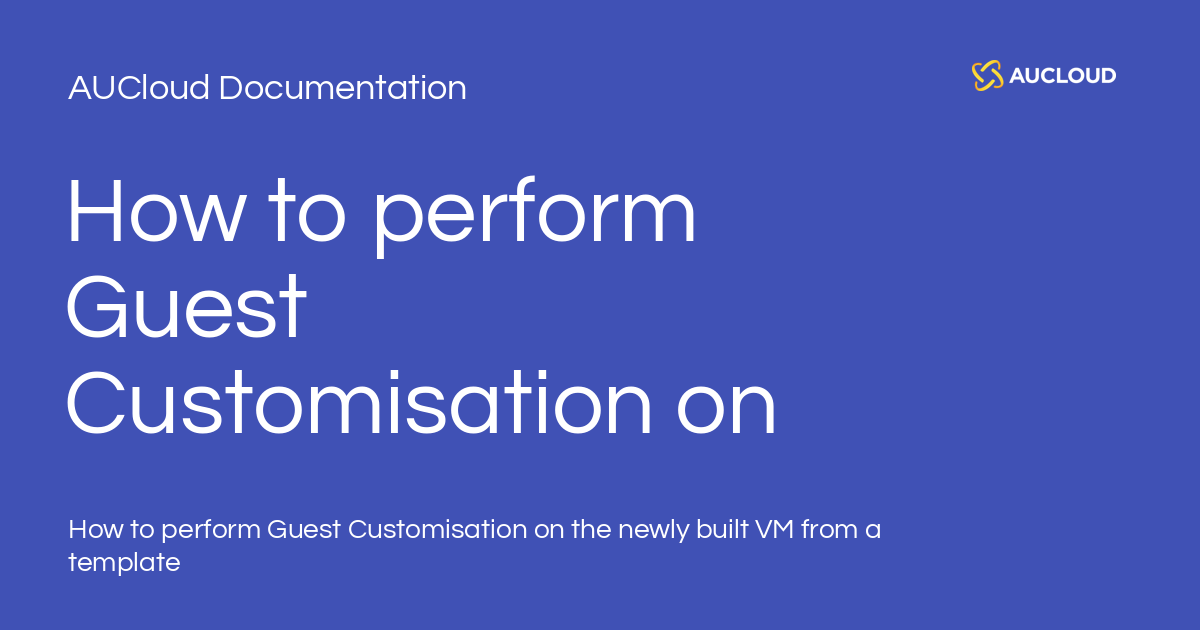 AUCloud Documentation
AUCLOUD
How to perform
Guest
Customisation on
How to perform Guest Customisation on the newly built VM from a
template